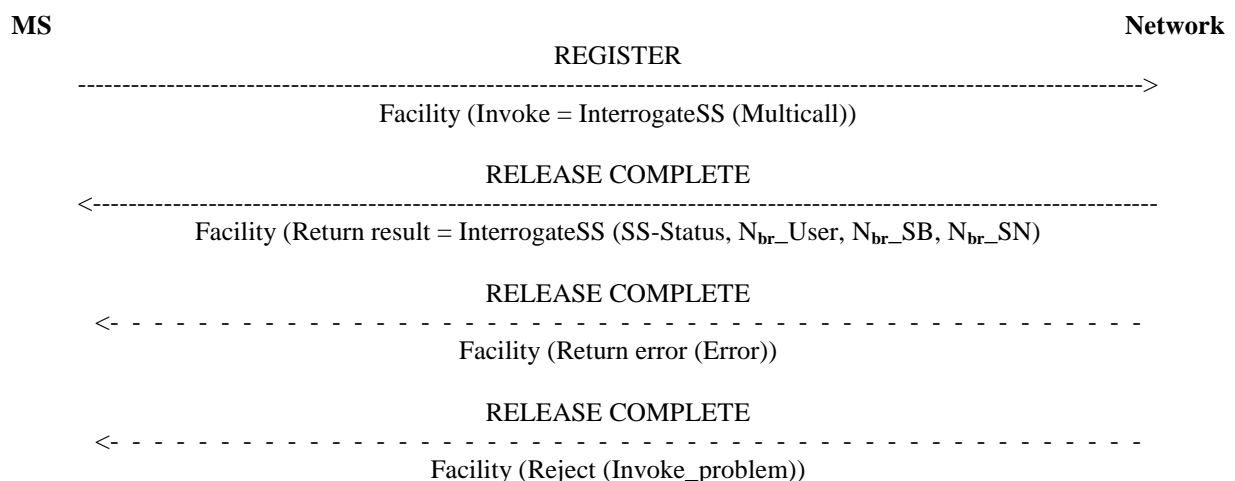 MS Network
REGISTER
Facility (Invoke = InterrogateSS (Multicall))
RELEASE COMPLETE
Facility (Return result = InterrogateSS (SS-Status, Nbr_User, Nbr_SB, Nbr_SN)
RELEASE COMPLETE
Facility (Return error (Error))
RELEASE COMPLETE
Facility (Reject (Invoke_problem))